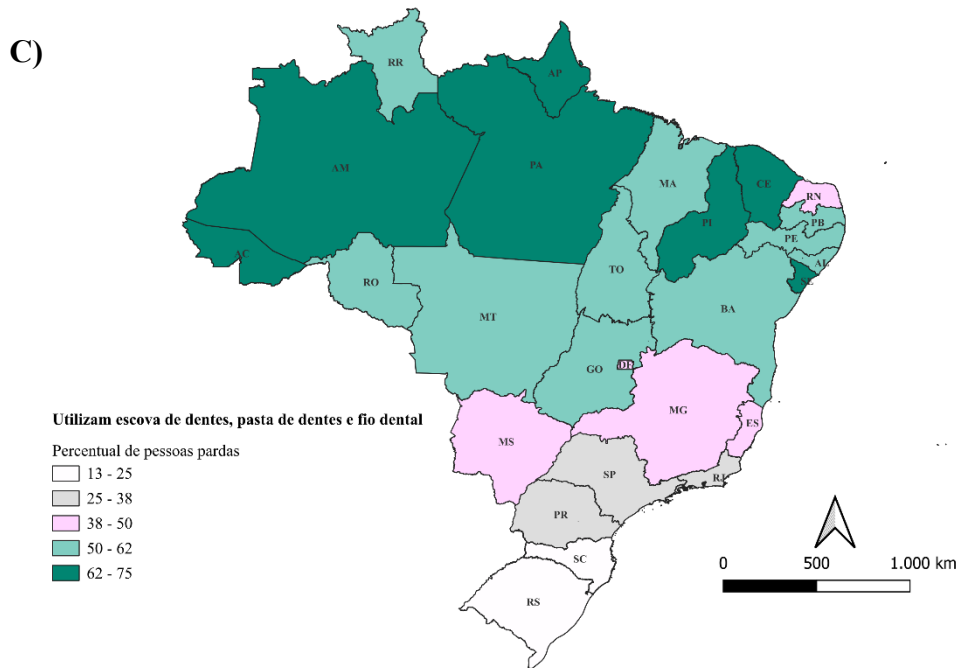 C)
RR
AP
AM
PA
MA
CE
RN
PB
PI
PE
AL
SE
AC
RO
TO
BA
MT
GO
DF
MG
ES
MS
SP
RJ
PR
SC
RS
Utilizam escova de dentes, pasta de dentes e fio dental
Percentual de pessoas pardas
13 - 25
25 - 38
38 - 50
50 - 62
62 - 75
0 500 1.000 km